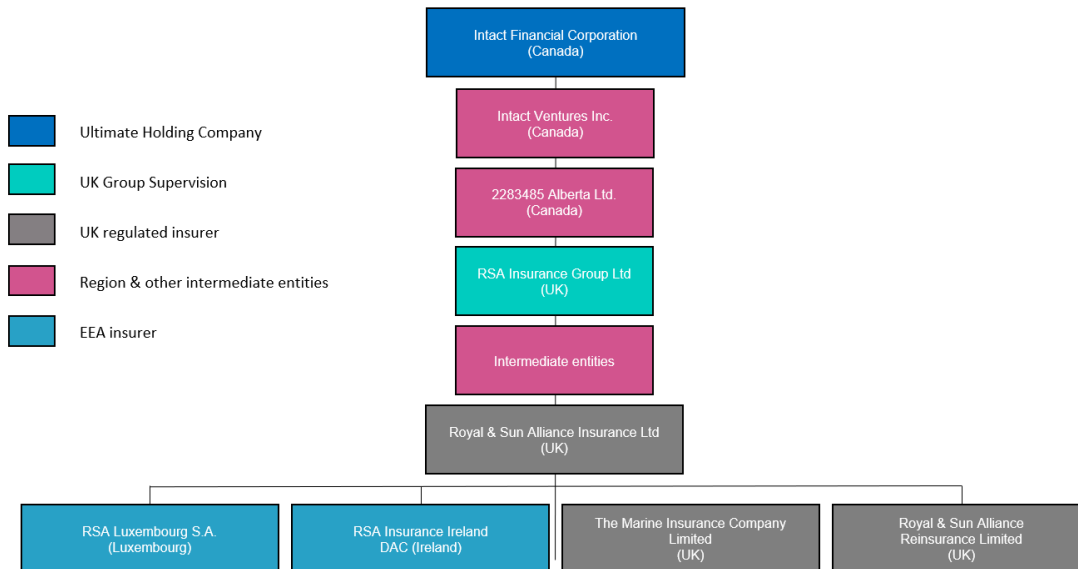 Intact Financial Corporation
(Canada)
Intact Ventures Inc.
(Canada)
Ultimate Holding Company
UK Group Supervision
2283485 Alberta Ltd.
(Canada)
UK regulated insurer
RSA Insurance Group Ltd
(UK)
Region & other intermediate entities
EEA insurer
Intermediate entities
Royal & Sun Alliance Insurance Ltd
(UK)
RSA Luxembourg S.A.
(Luxembourg)
RSA Insurance Ireland
DAC (Ireland)
The Marine Insurance Company
Limited
(UK)
Royal & Sun Alliance
Reinsurance Limited
(UK)